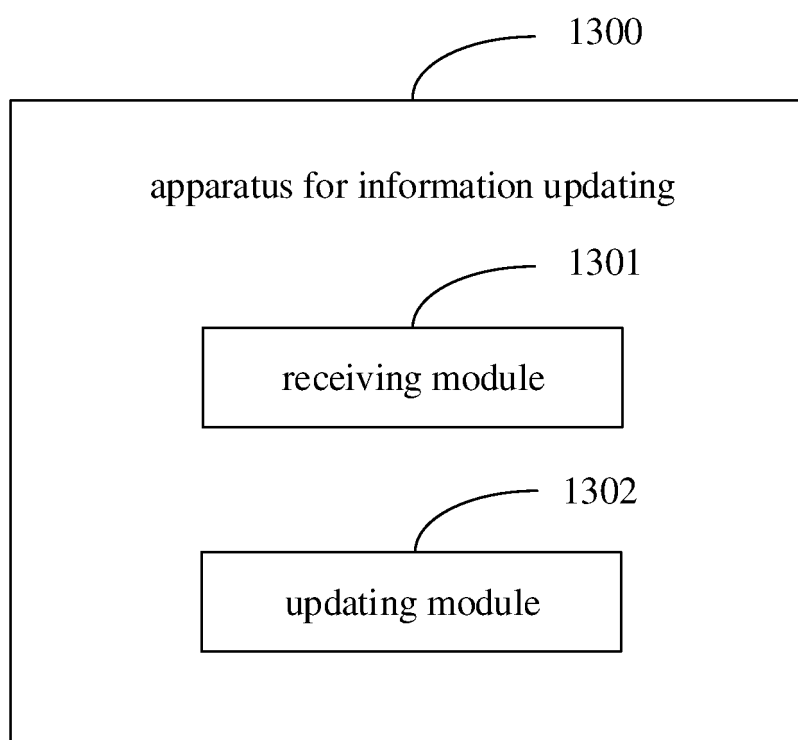 1300
apparatus for information updating
1301
receiving module
1302
updating module